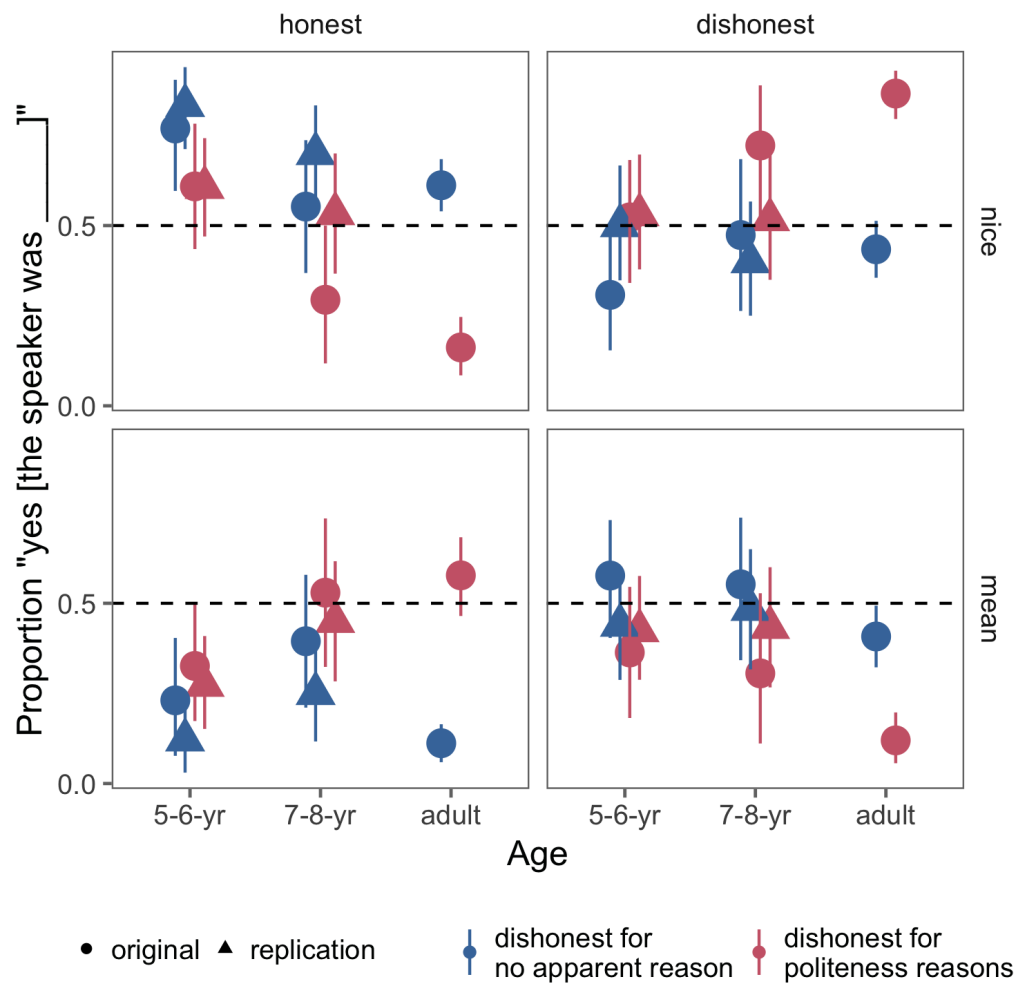 honest
dishonest
Proportion "yes [the speaker was _____]"
0.5
0.0
nice
0.5
0.0
mean
5-6-yr
7-8-yr
adult
5-6-yr
7-8-yr
adult
Age
original
replication
dishonest for
no apparent reason
dishonest for
politeness reasons